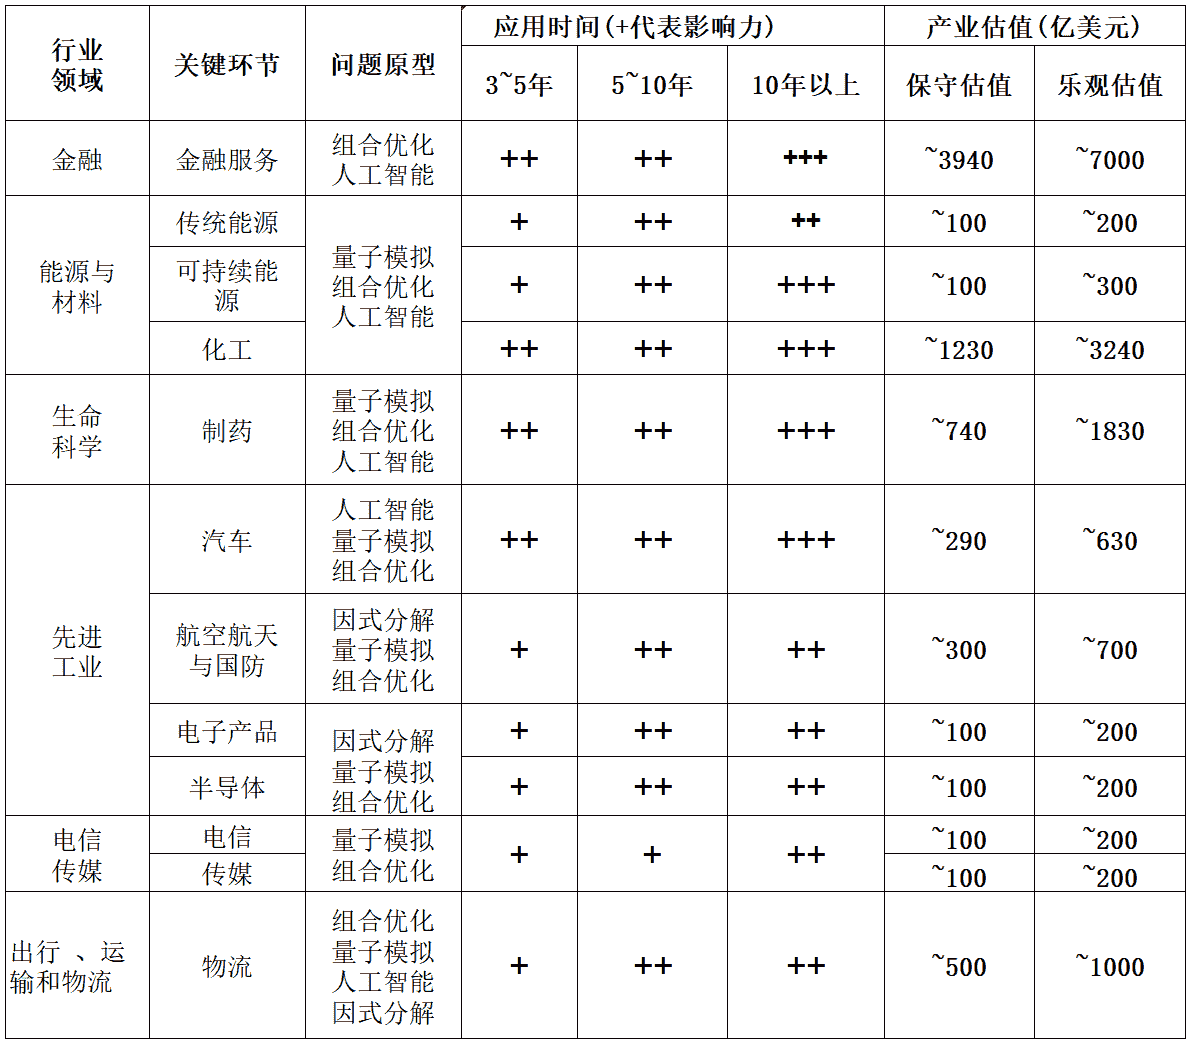 行业
领域
关键环节
问题原型
应用时间(+代表影响力)
产业估值(亿美元)
3~5年
5~10年
10年以上
保守估值
乐观估值
金融
金融服务
组合优化
人工智能
++
++
+++
~3940
~7000
能源与
材料
传统能源
量子模拟
组合优化
人工智能
+
++
++
~100
~200
可持续能
源
+
++
+++
~100
~300
化工
++
++
+++
~1230
~3240
生命
科学
制药
量子模拟
组合优化
人工智能
++
++
+++
~740
~1830
先进
工业
汽车
人工智能
量子模拟
组合优化
++
++
+++
~290
~630
航空航天
与国防
因式分解
量子模拟
组合优化
+
++
++
~300
~700
电子产品
因式分解
量子模拟
组合优化
+
++
++
~100
~200
半导体
+
++
++
~100
~200
电信
传媒
电信
量子模拟
组合优化
+
+
++
~100
~200
传媒
~100
~200
出行 、运
输和物流
物流
组合优化
量子模拟
人工智能
因式分解
+
++
++
~500
~1000